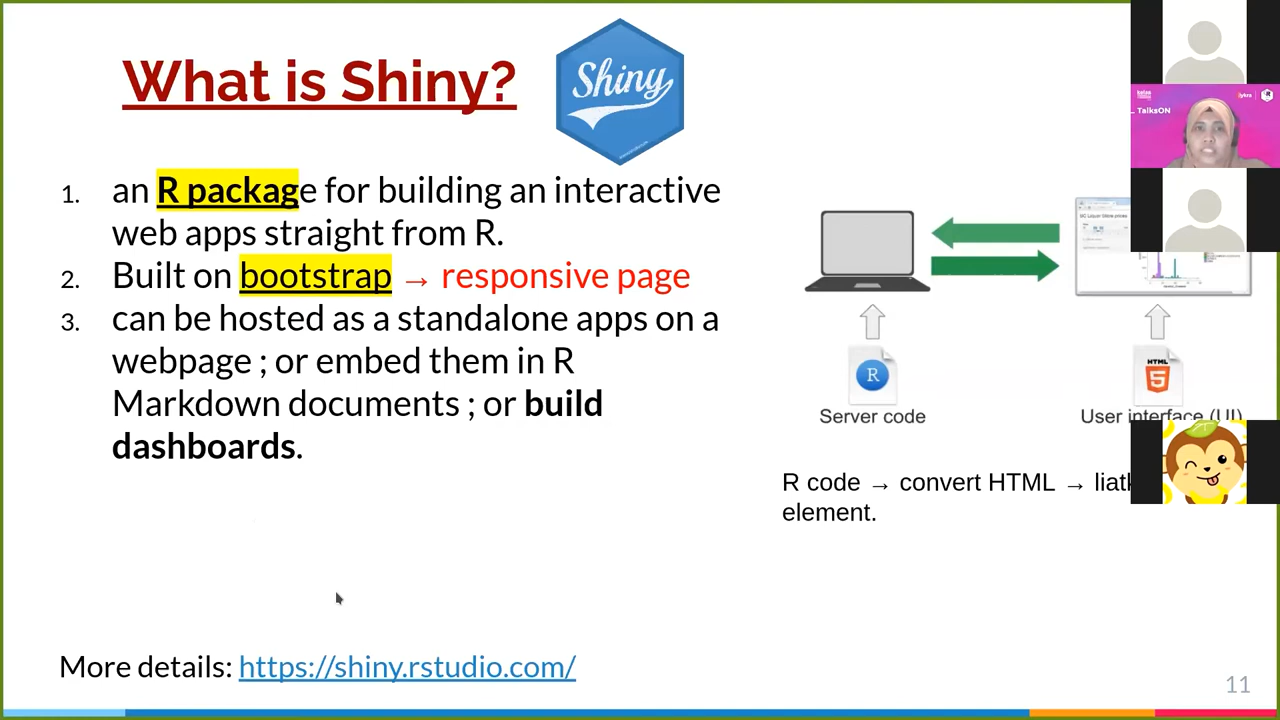 What is Shiny?
Shiny
1. an R package for building an interactive
web apps straight from R.
2. Built on bootstrap → responsive page
3. can be hosted as a standalone apps on a
webpage ; or embed them in R
Markdown documents ; or build
dashboards.
More details: https://shiny.rstudio.com/
TalksON
R
HTML
5
Server code
User interface (UI)
R code → convert HTML →
element.
11